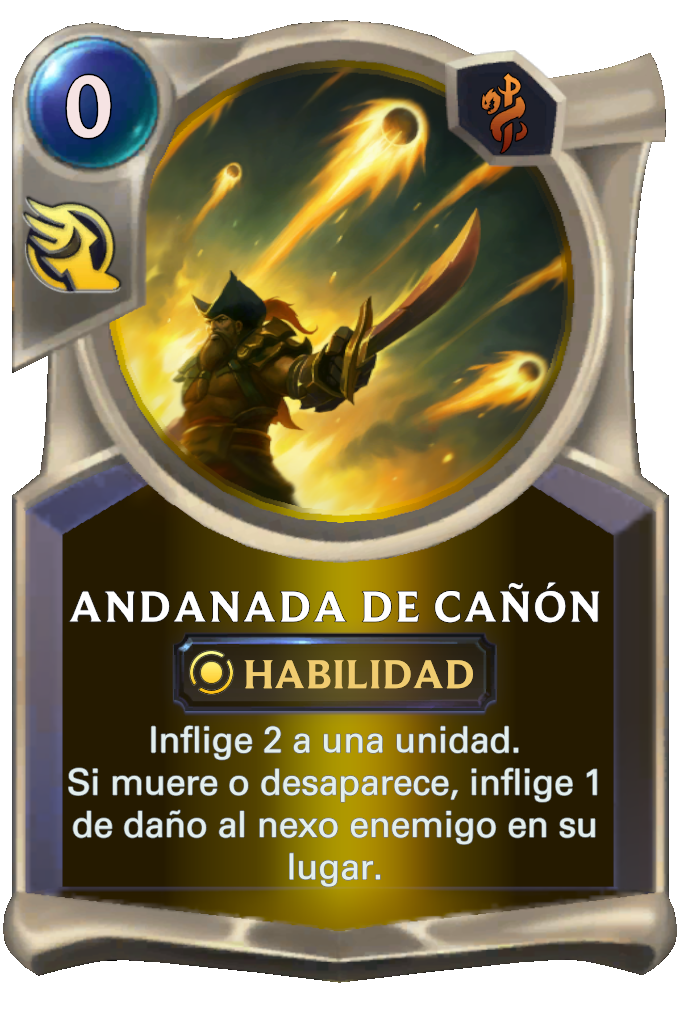 0
ANDANADA DE CAÑÓN
HABILIDAD
Inflige 2 a una unidad.
Si muere o desaparece, inflige 1
de daño al nexo enemigo en su
lugar.